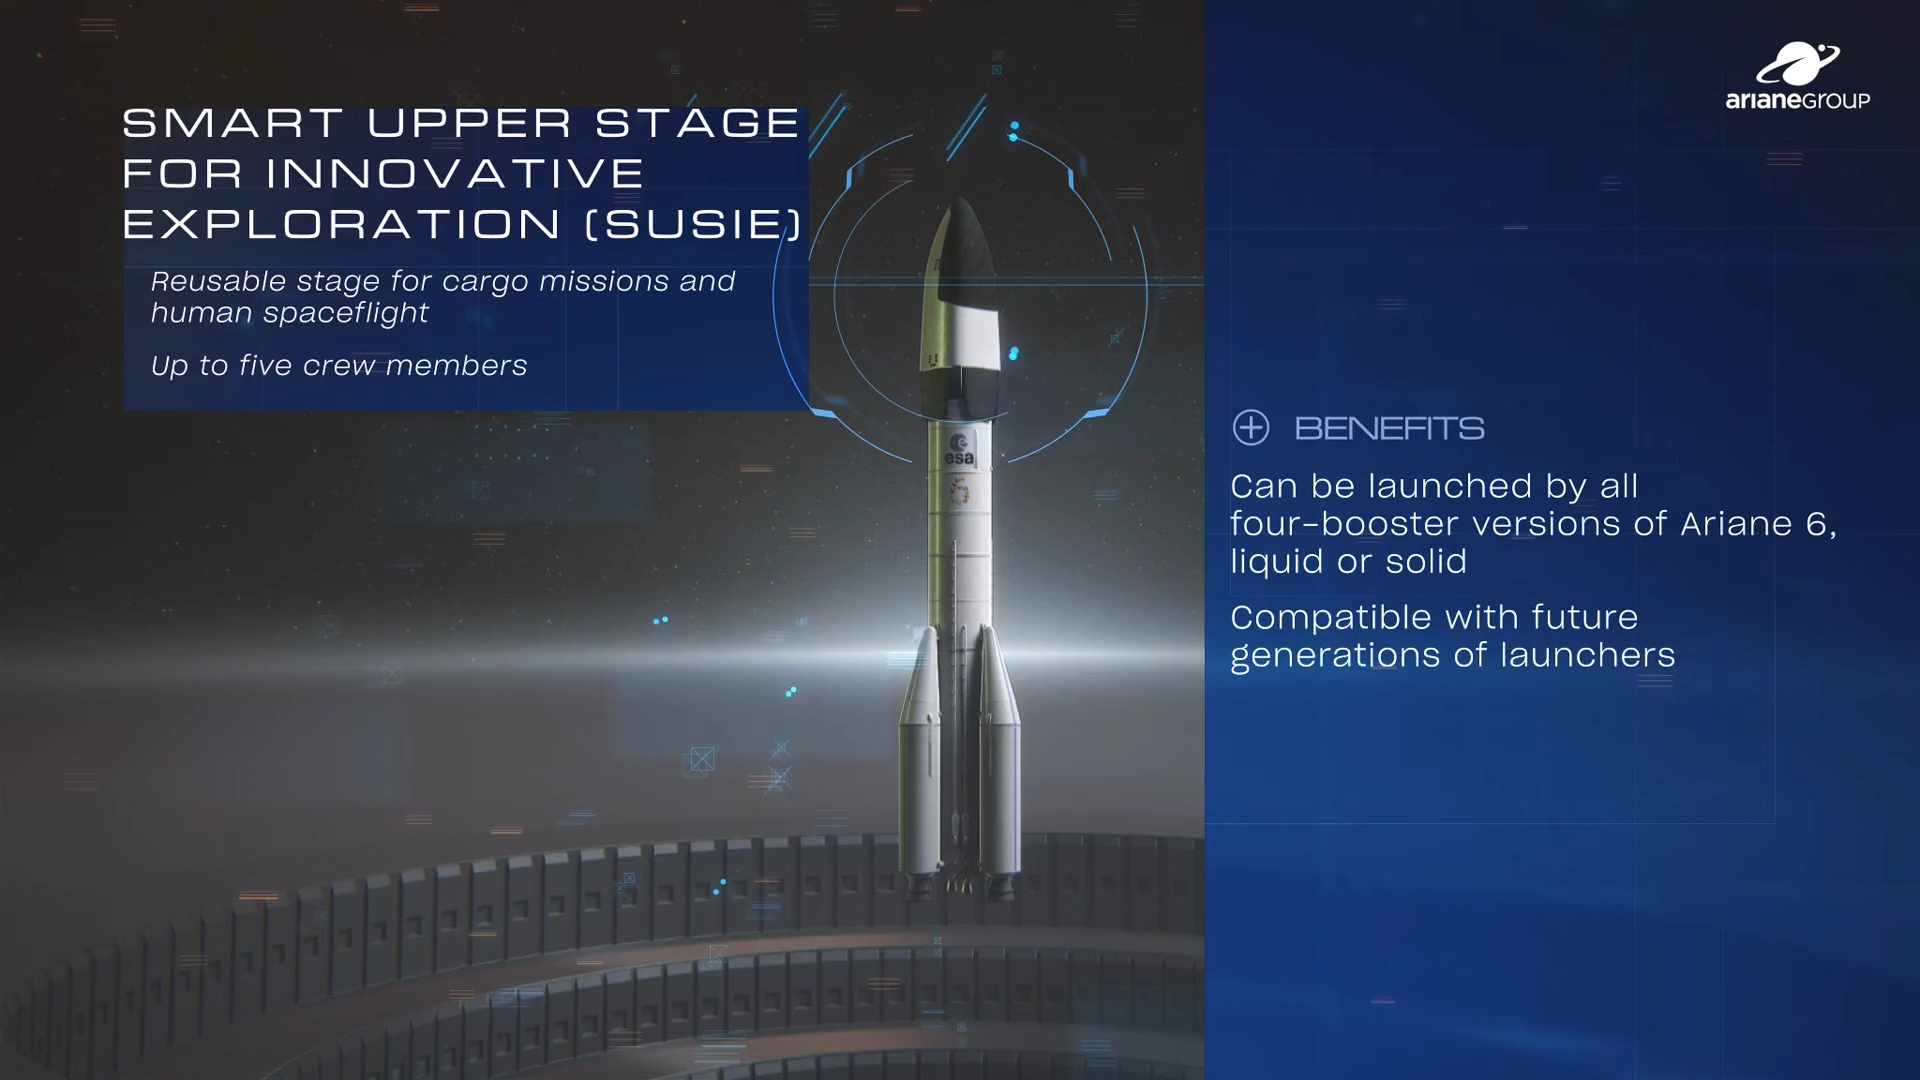 SMART UPPER STAGE
FOR INNOVATIVE
EXPLORATION (SUSIE)
Reusable stage for cargo missions and
human spaceflight
Up to five crew members
esa
arianeGROUP
BENEFITS
Can be launched by all
four-booster versions of Ariane 6,
liquid or solid
Compatible with future
generations of launchers